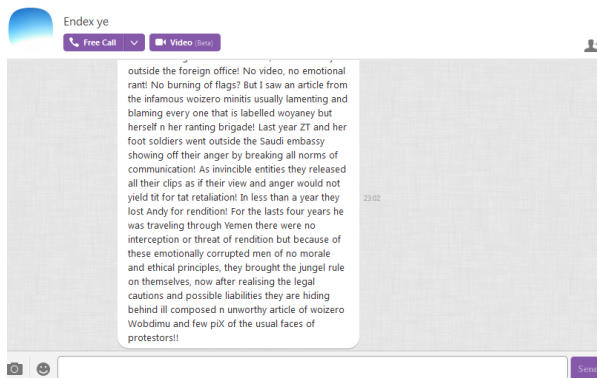 Endex ye
Free Call
Video (Beta)
outside the foreign office! No video, no emotional
rant! No burning of flags? But I saw an article from
the infamous woizero minitis usually lamenting and
blaming every one that is labelled woyaney but
herself n her ranting brigade! Last year ZT and her
foot soldiers went outside the Saudi embassy
showing off their anger by breaking all norms of
communication! As invincible entities they released
all their clips as if their view and anger would not
yield tit for tat retaliation! In less than a year they
lost Andy for rendition! For the lasts four years he
was traveling through Yemen there were no
interception or threat of rendition but because of
these emotionally corrupted men of no morale
and ethical principles, they brought the jungel rule
on themselves, now after realising the legal
cautions and possible liabilities they are hiding
behind ill composed n unworthy article of woizero
Wobdimu and few piX of the usual faces of
protestors!!
23:02
Send